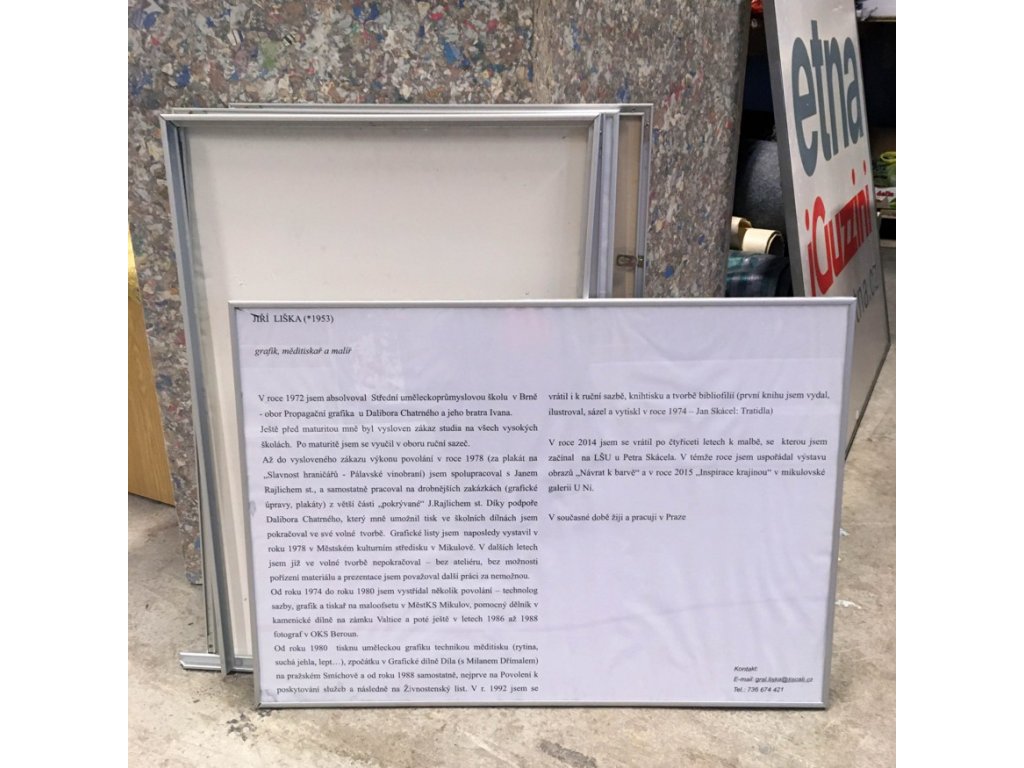 etna
iGuzzini
JIŘÍ LIŠKA (*1953)
grafik, mědítiskař a malíř
V roce 1972 jsem absolvoval Střední uměleckoprůmyslovou školu v Brně
- obor Propagační grafika u Dalibora Chatrného a jeho bratra Ivana.
Ještě před maturitou mně byl vysloven zákaz studia na všech vysokých
školách. Po maturitě jsem se vyučil v oboru ruční sazeč.
Až do vysloveného zákazu výkonu povolání v roce 1978 (za plakát na
„Slavnost hraničářů - Pálavské vinobraní) jsem spolupracoval s Janem
Rajlichem st., a samostatně pracoval na drobnějších zakázkách (grafické
úpravy, plakáty) z větší části „pokrývané“ J.Rajlichem st. Díky podpoře
Dalibora Chatrného, který mně umožnil tisk ve školních dílnách jsem
pokračoval ve své volné tvorbě. Grafické listy jsem naposledy vystavil v
roku 1978 v Městském kulturním středisku v Mikulově. V dalších letech
jsem již ve volné tvorbě nepokračoval – bez ateliéru, bez možnosti
pořízení materiálu a prezentace jsem považoval další práci za nemožnou.
Od roku 1974 do roku 1980 jsem vystřídal několik povolání – technolog
sazby, grafik a tiskař na maloofsetu v MěstKS Mikulov, pomocný dělník v
kamenické dílně na zámku Valtice a poté ještě v letech 1986 až 1988
fotograf v OKS Beroun.
Od roku 1980 tisknu uměleckou grafiku technikou měditisku (rytina,
suchá jehla, lept…), zpočátku v Grafické dílně Díla (s Milanem Dřímalem)
na pražském Smíchově a od roku 1988 samostatně, nejprve na Povolení k
poskytování služeb a následně na Živnostenský list. V r. 1992 jsem se
vrátil i k ruční sazbě, knihtisku a tvorbě bibliofilií (první knihu jsem vydal,
ilustroval, sázel a vytiskl v roce 1974 – Jan Skácel: Tratidla)
V roce 2014 jsem se vrátil po čtyřiceti letech k malbě, se kterou jsem
začínal na LŠU u Petra Skácela. V témže roce jsem uspořádal výstavu
obrazů „Návrat k barvě“ a v roce 2015 „Inspirace krajinou“ v mikulovské
galerii U Ní.
V současné době žiji a pracuji v Praze
Kontakt:
E-mail: graf.liska@tiscali.cz
Tel.: 736 674 421